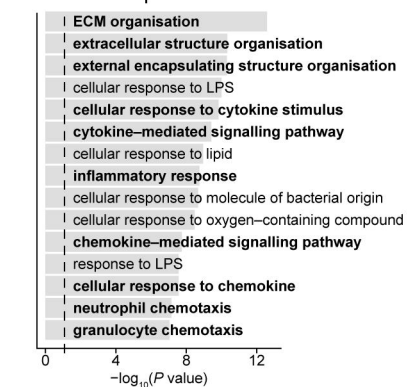 ECM organisation
extracellular structure organisation
external encapsulating structure organisation
cellular response to LPS
cellular response to cytokine stimulus
cytokine–mediated signalling pathway
cellular response to lipid
inflammatory response
cellular response to molecule of bacterial origin
cellular response to oxygen–containing compound
chemokine–mediated signalling pathway
response to LPS
cellular response to chemokine
neutrophil chemotaxis
granulocyte chemotaxis
0 4 8 12
−log10(P value)